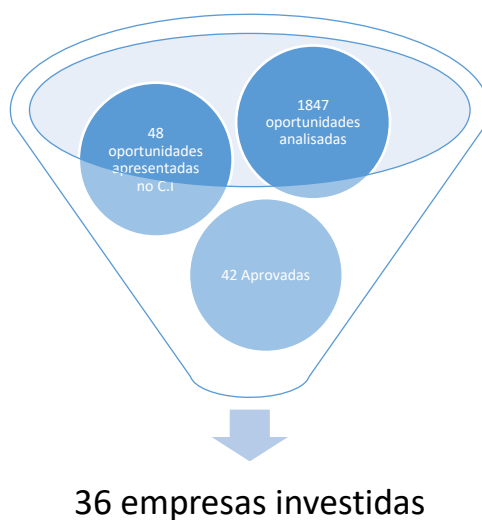 1847
oportunidades
analisadas
48
oportunidades
apresentadas
no C.I
42 Aprovadas
36 empresas investidas